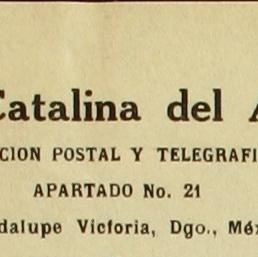 Catalina del A
CION POSTAL Y TELEGRAFI
APARTADO No. 21
dalupe Victoria, Dgo., Méx